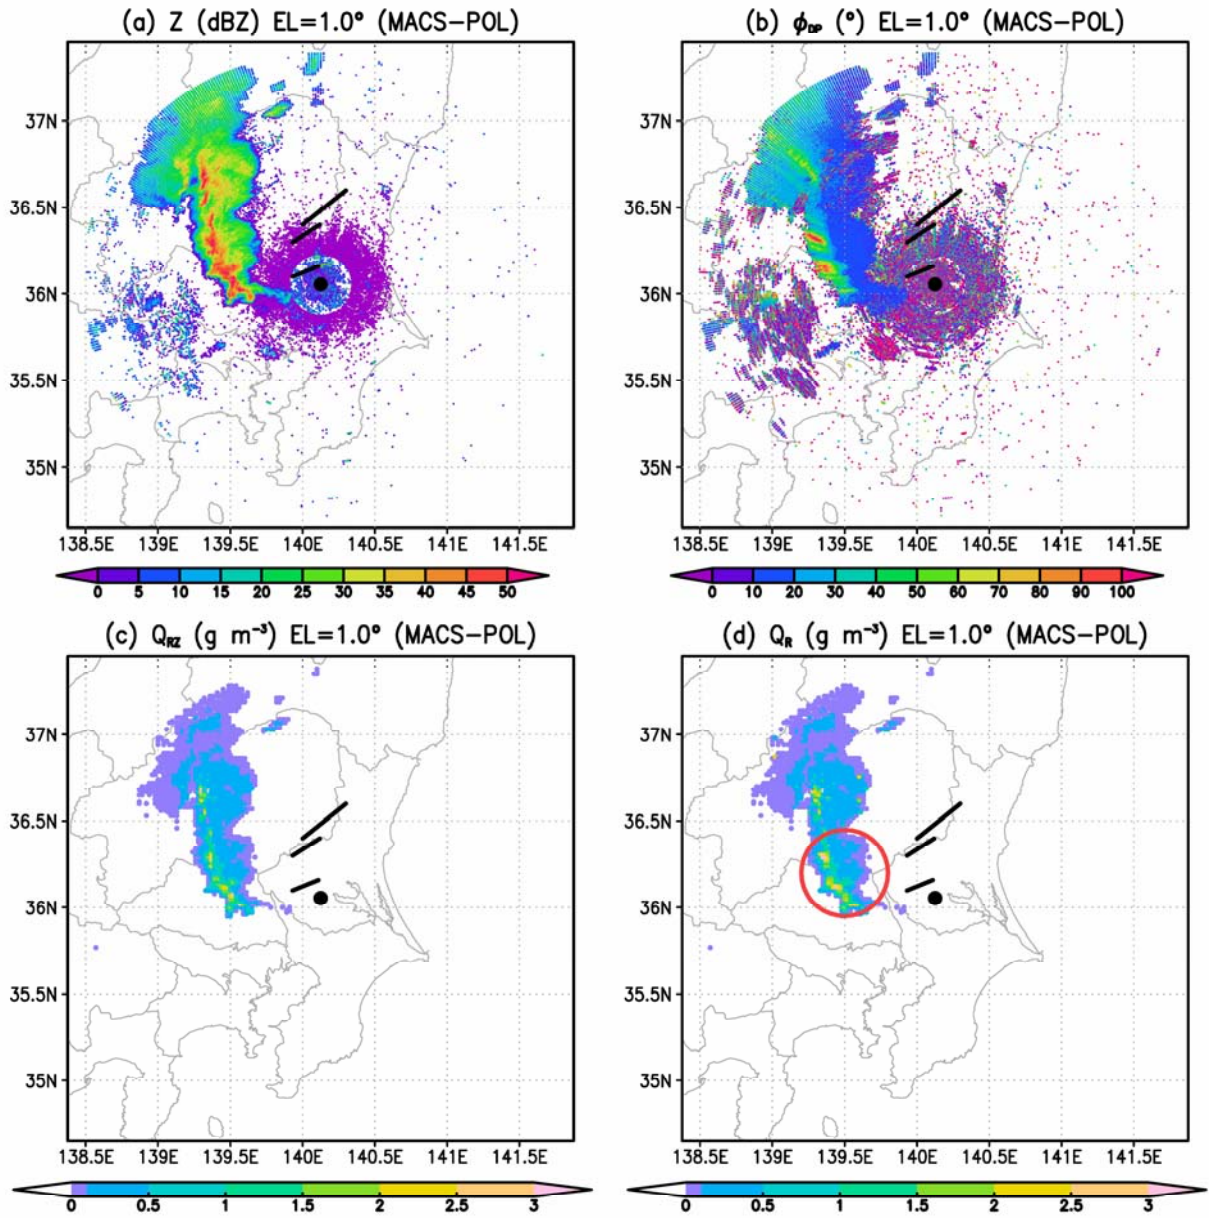 (a) Z (dBZ) EL=1.0° (MACS-POL)
37N
36.5N
36N
35.5N
35N
138.5E 139E 139.5E 140E 140.5E 141E 141.5E
0 5 10 15 20 25 30 35 40 45 50
(b) ϕDP (°) EL=1.0° (MACS-POL)
37N
36.5N
36N
35.5N
35N
138.5E 139E 139.5E 140E 140.5E 141E 141.5E
0 10 20 30 40 50 60 70 80 90 100
(c) QRZ (g m⁻³) EL=1.0° (MACS-POL)
37N
36.5N
36N
35.5N
35N
138.5E 139E 139.5E 140E 140.5E 141E 141.5E
0 0.5 1 1.5 2 2.5 3
(d) QR (g m⁻³) EL=1.0° (MACS-POL)
37N
36.5N
36N
35.5N
35N
138.5E 139E 139.5E 140E 140.5E 141E 141.5E
0 0.5 1 1.5 2 2.5 3